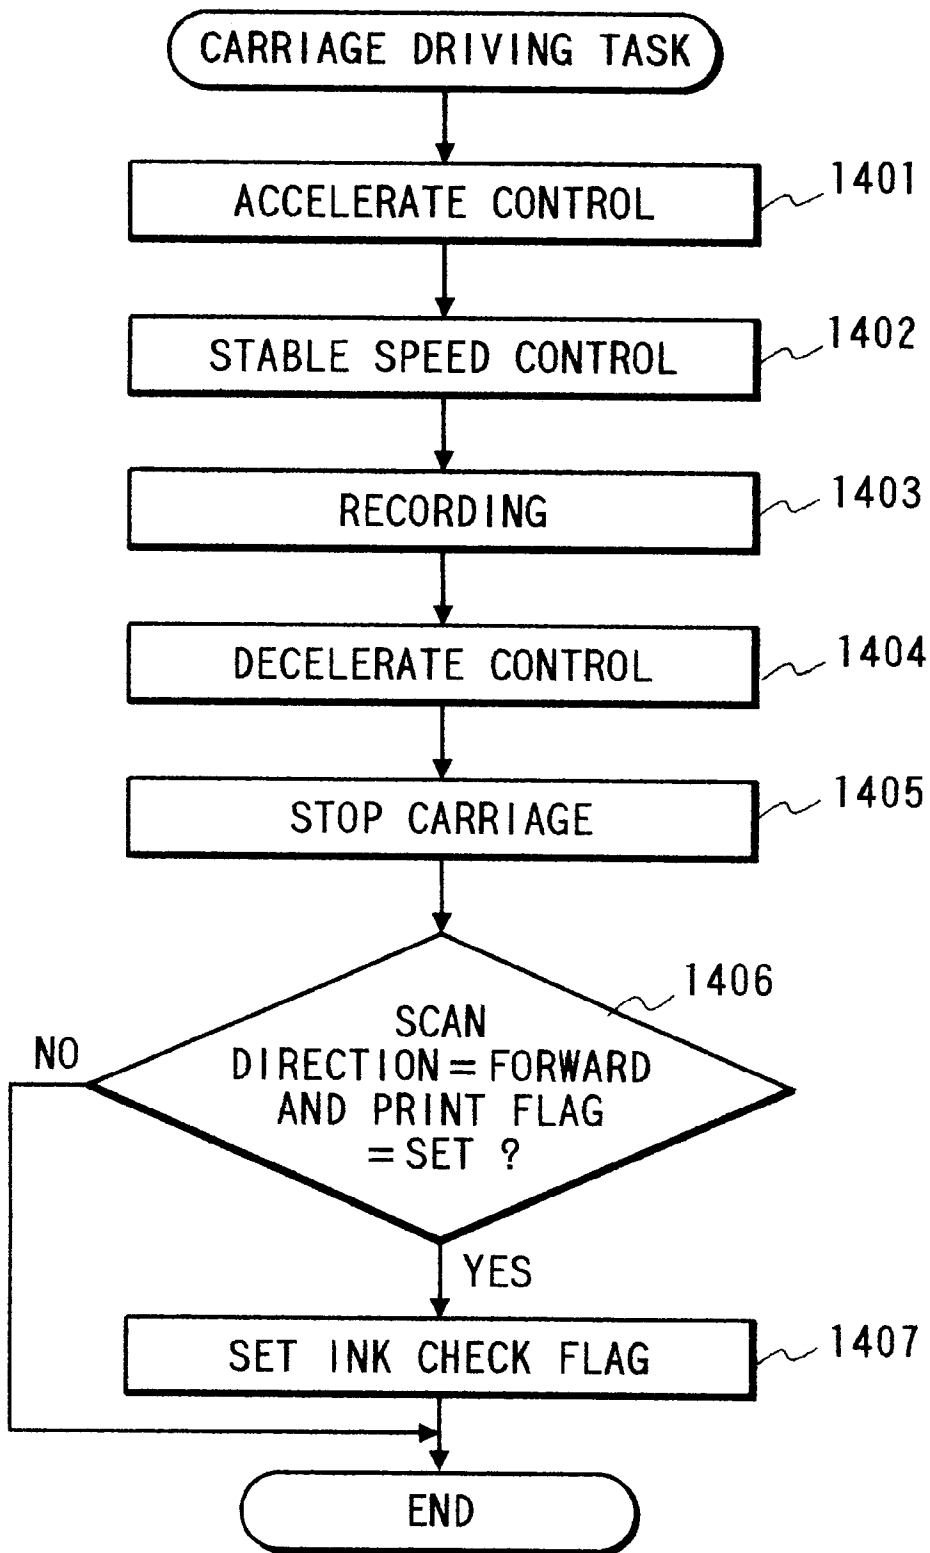 CARRIAGE DRIVING TASK
ACCELERATE CONTROL
1401
STABLE SPEED CONTROL
1402
RECORDING
1403
DECELERATE CONTROL
1404
STOP CARRIAGE
1405
1406
SCAN
DIRECTION = FORWARD
AND PRINT FLAG
= SET ?
NO
YES
SET INK CHECK FLAG
1407
END